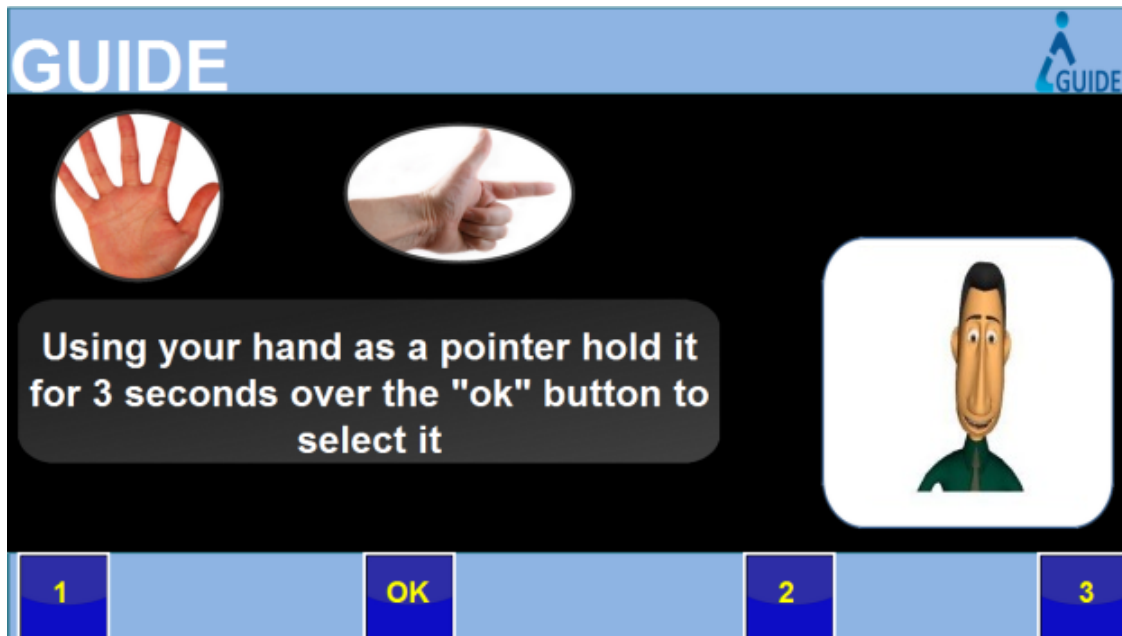 GUIDE
GUIDE
Using your hand as a pointer hold it
for 3 seconds over the "ok" button to
select it
1
OK
2
3